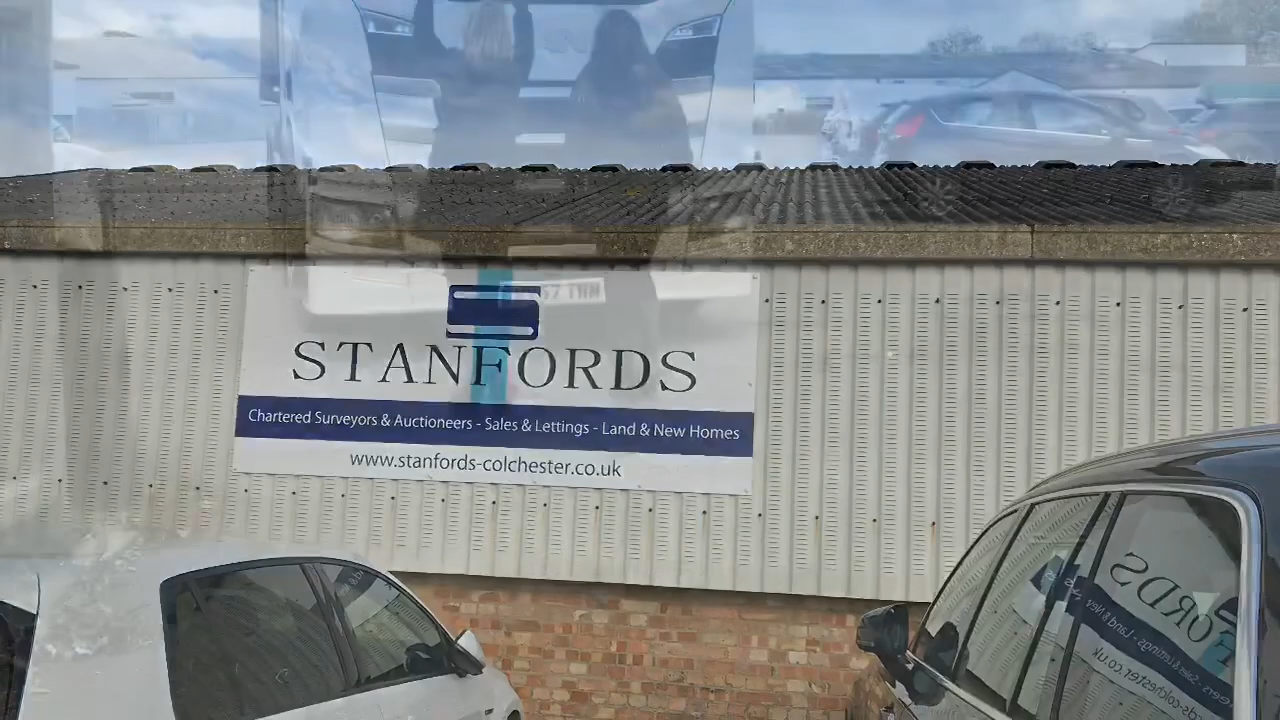 STANFORDS
Chartered Surveyors & Auctioneers - Sales & Lettings - Land & New Homes
www.stanfords-colchester.co.uk